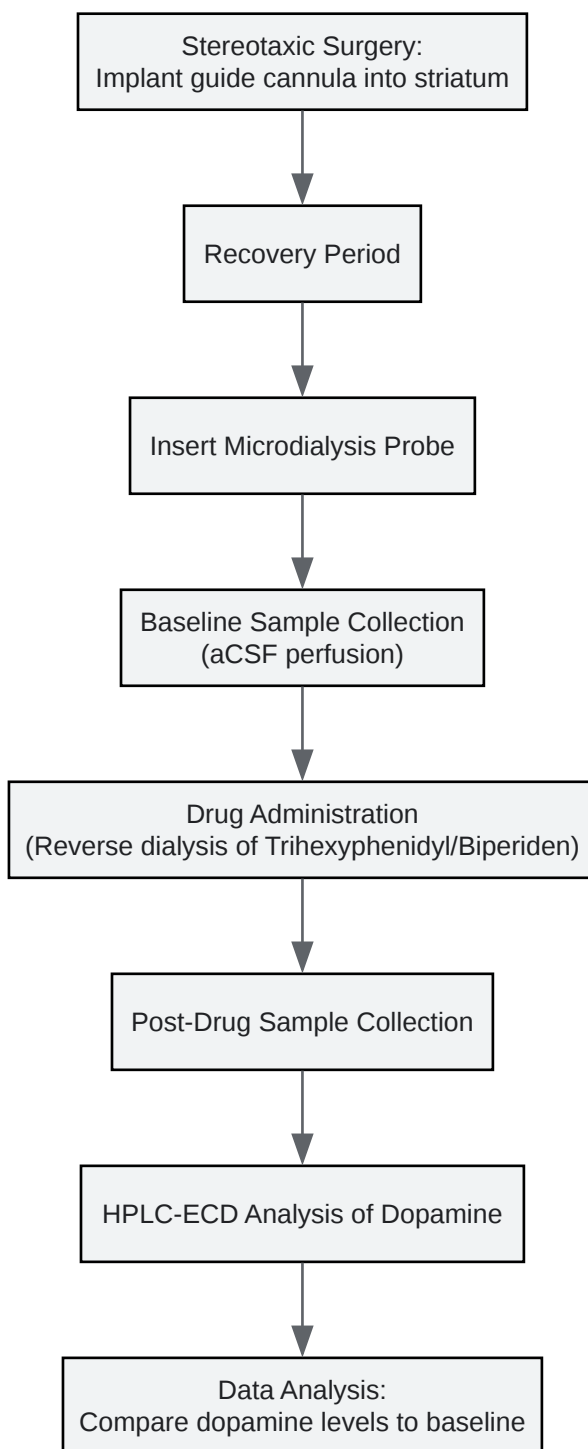 Stereotaxic Surgery:
Implant guide cannula into striatum
Recovery Period
Insert Microdialysis Probe
Baseline Sample Collection
(aCSF perfusion)
Drug Administration
(Reverse dialysis of Trihexyphenidyl/Biperiden)
Post-Drug Sample Collection
HPLC-ECD Analysis of Dopamine
Data Analysis:
Compare dopamine levels to baseline